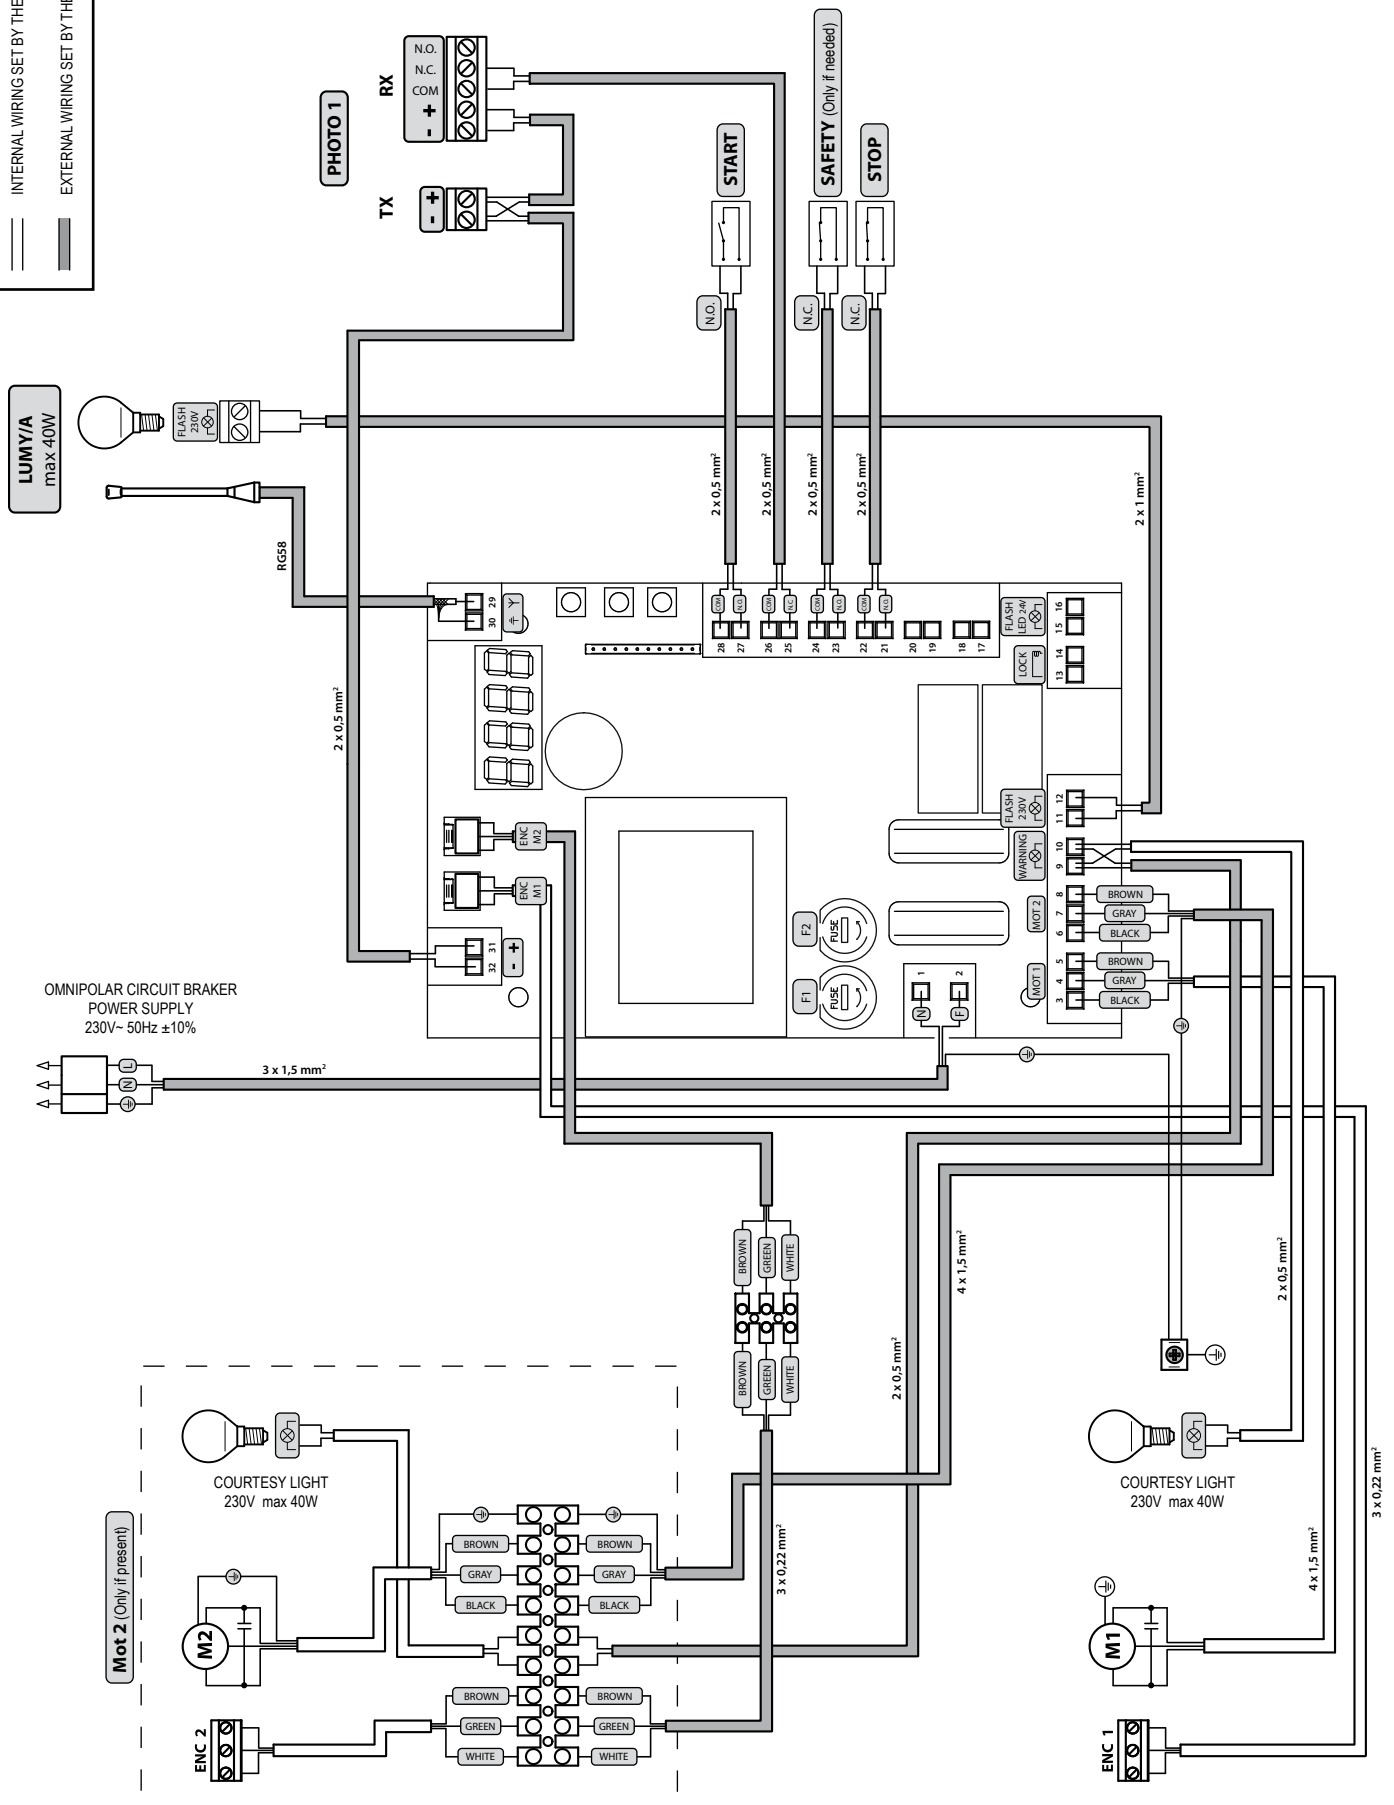 INTERNAL WIRING SET BY THE
EXTERNAL WIRING SET BY THE
LUMY/A
max 40W
FLASH
230V
RG58
PHOTO 1
RX
N.O.
N.C.
COM
+
-
TX
- +
START
SAFETY (Only if needed)
STOP
N.O.
N.C.
N.C.
2 x 0,5 mm²
2 x 0,5 mm²
2 x 0,5 mm²
2 x 0,5 mm²
2 x 1 mm²
2 x 0,5 mm²
29
30
COM
N.O.
COM
N.C.
COM
N.O.
COM
N.O.
28
27
26
25
24
23
22
21
20
19
18
17
FLASH
LED 24V
16
15
LOCK
14
13
ENC
M2
ENC
M1
31
32
- +
F2
FUSE
F1
FUSE
1
2
N
F
FLASH
230V
12
11
WARNING
10
9
MOT 2
8
7
6
MOT 1
5
4
3
BROWN
GRAY
BLACK
BROWN
GRAY
BLACK
OMNIPOLAR CIRCUIT BRAKER
POWER SUPPLY
230V~ 50Hz ±10%
L
N
3 x 1,5 mm²
BROWN
GREEN
WHITE
BROWN
GREEN
WHITE
4 x 1,5 mm²
2 x 0,5 mm²
2 x 0,5 mm²
Mot 2 (Only if present)
COURTESY LIGHT
230V max 40W
M2
BROWN
GRAY
BLACK
BROWN
GRAY
BLACK
BROWN
GREEN
WHITE
BROWN
GREEN
WHITE
ENC 2
3 x 0,22 mm²
COURTESY LIGHT
230V max 40W
M1
ENC 1
4 x 1,5 mm²
3 x 0,22 mm²